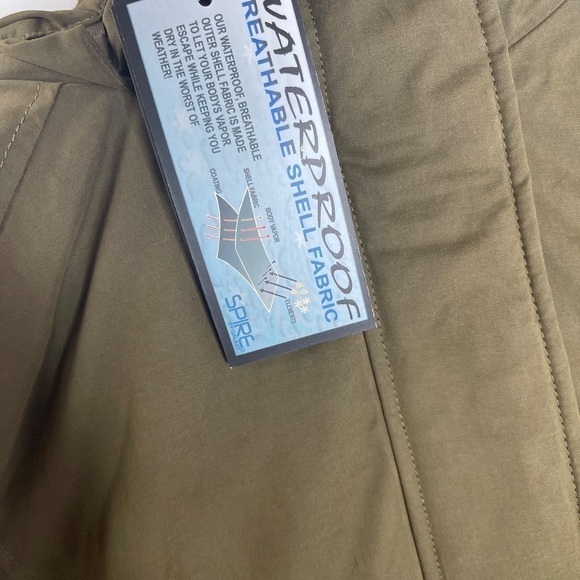 WATERPROOF
BREATHABLE SHELL FABRIC
OUR WATERPROOF, BREATHABLE
OUTER SHELL FABRIC IS MADE
TO LET YOUR BODYS VAPOR
ESCAPE WHILE KEEPING YOU
DRY IN THE WORST OF
WEATHER!
COATING
SHELL FABRIC
BODY VAPOR
ELEMENTS
SPIRE